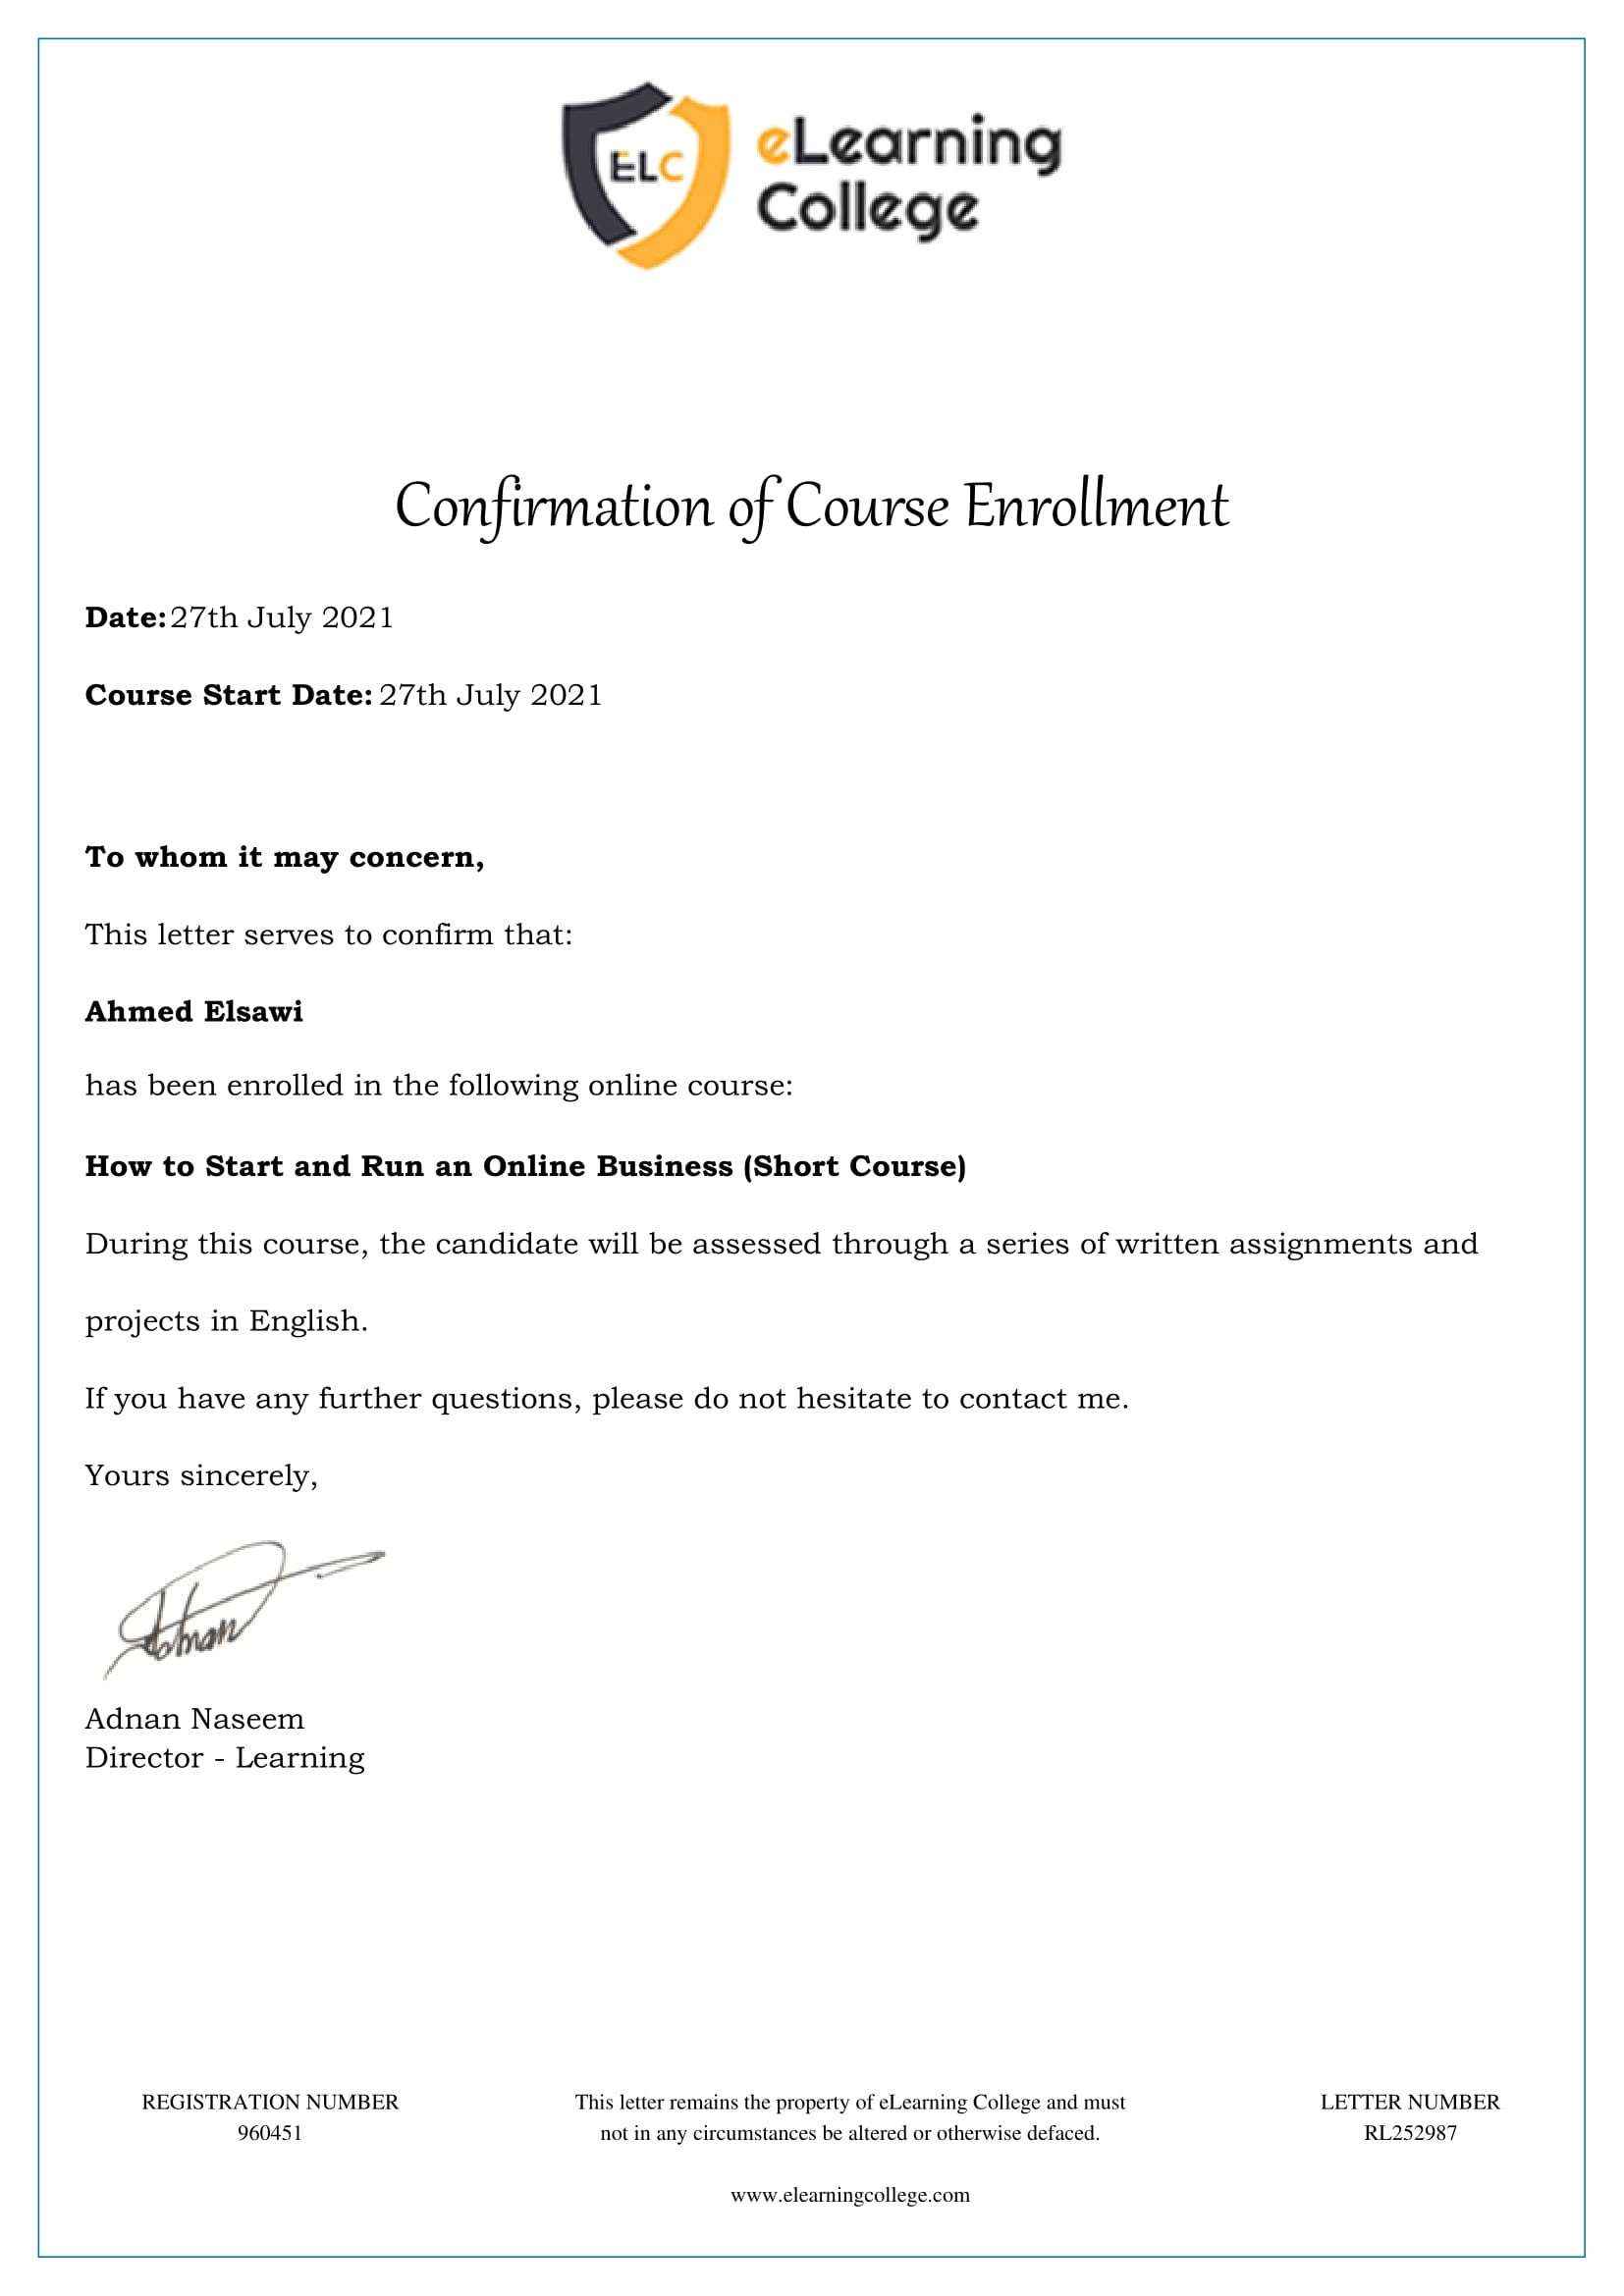 ELC
eLearning
College
Confirmation of Course Enrollment
Date: 27th July 2021
Course Start Date: 27th July 2021
To whom it may concern,
This letter serves to confirm that:
Ahmed Elsawi
has been enrolled in the following online course:
How to Start and Run an Online Business (Short Course)
During this course, the candidate will be assessed through a series of written assignments and
projects in English.
If you have any further questions, please do not hesitate to contact me.
Yours sincerely,
Adnan
Adnan Naseem
Director - Learning
REGISTRATION NUMBER
960451
This letter remains the property of eLearning College and must
not in any circumstances be altered or otherwise defaced.
www.elearningcollege.com
LETTER NUMBER
RL252987